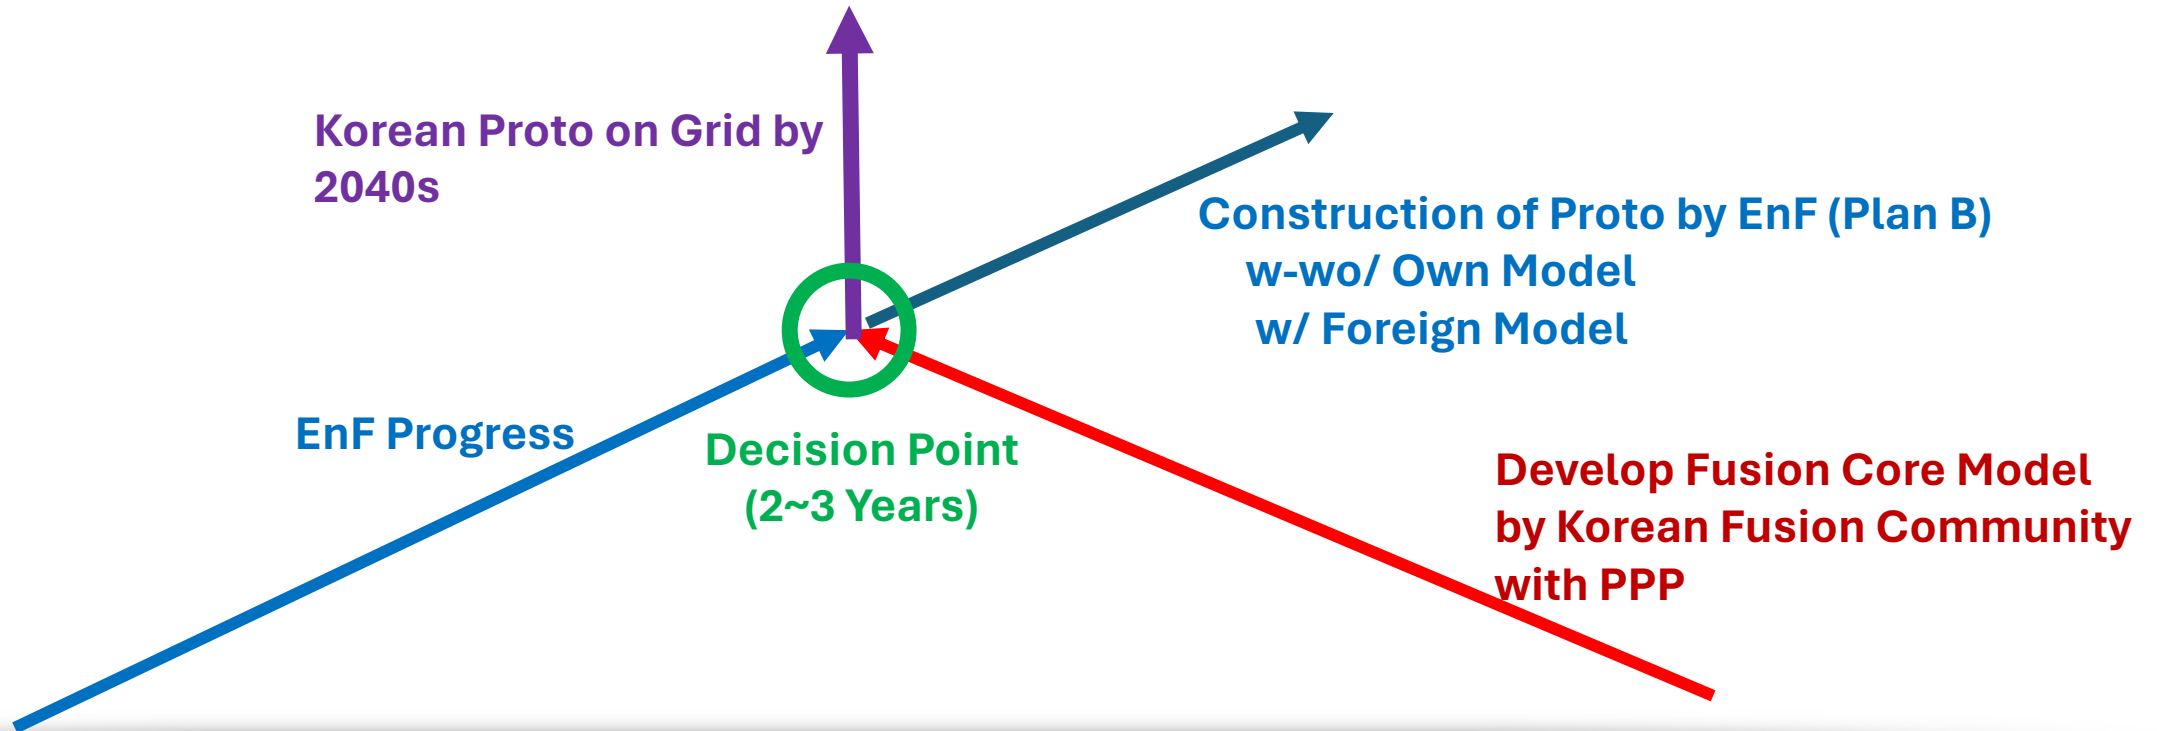 Korean Proto on Grid by
2040s
Construction of Proto by EnF (Plan B)
w-wo/ Own Model
w/ Foreign Model
EnF Progress
Decision Point
(2~3 Years)
Develop Fusion Core Model
by Korean Fusion Community
with PPP